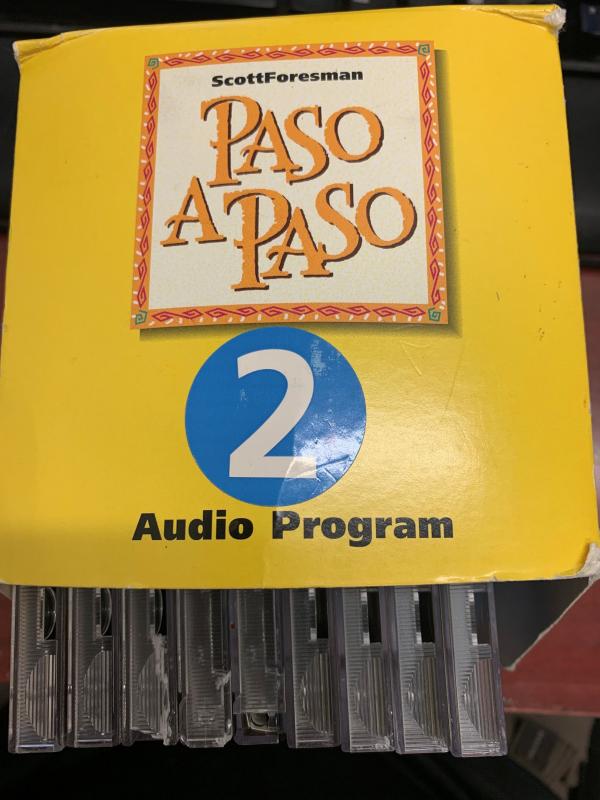 ScottForesman
PASO
A PASO
2
Audio Program